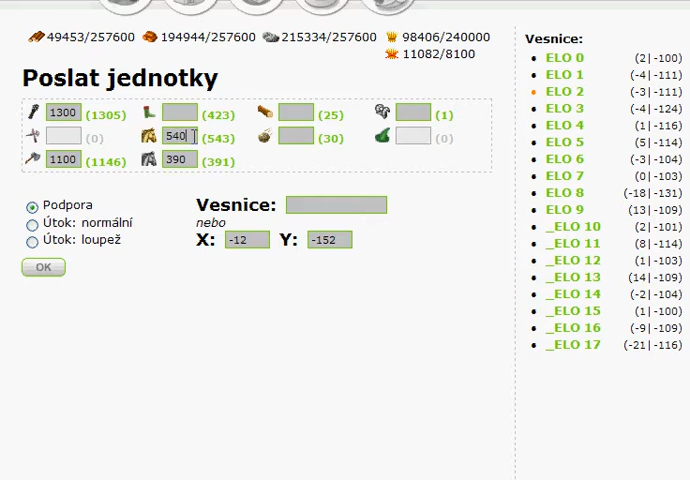 49453/257600 194944/257600 215334/257600 98406/240000
11082/8100
Poslat jednotky
1300 (1305) (423) (25) (1)
(0) 540 (543) (30) (0)
1100 (1146) 390 (391)
Podpora
Útok: normální
Útok: loupež
Vesnice:
nebo
X: -12 Y: -152
OK
Vesnice:
ELO 0 (2|-100)
ELO 1 (-4|-111)
ELO 2 (-3|-111)
ELO 3 (-4|-124)
ELO 4 (1|-116)
ELO 5 (5|-114)
ELO 6 (-3|-104)
ELO 7 (0|-103)
ELO 8 (-18|-131)
ELO 9 (13|-109)
_ELO 10 (2|-101)
_ELO 11 (8|-114)
_ELO 12 (1|-103)
_ELO 13 (14|-109)
_ELO 14 (-2|-104)
_ELO 15 (1|-100)
_ELO 16 (-9|-109)
_ELO 17 (-21|-116)